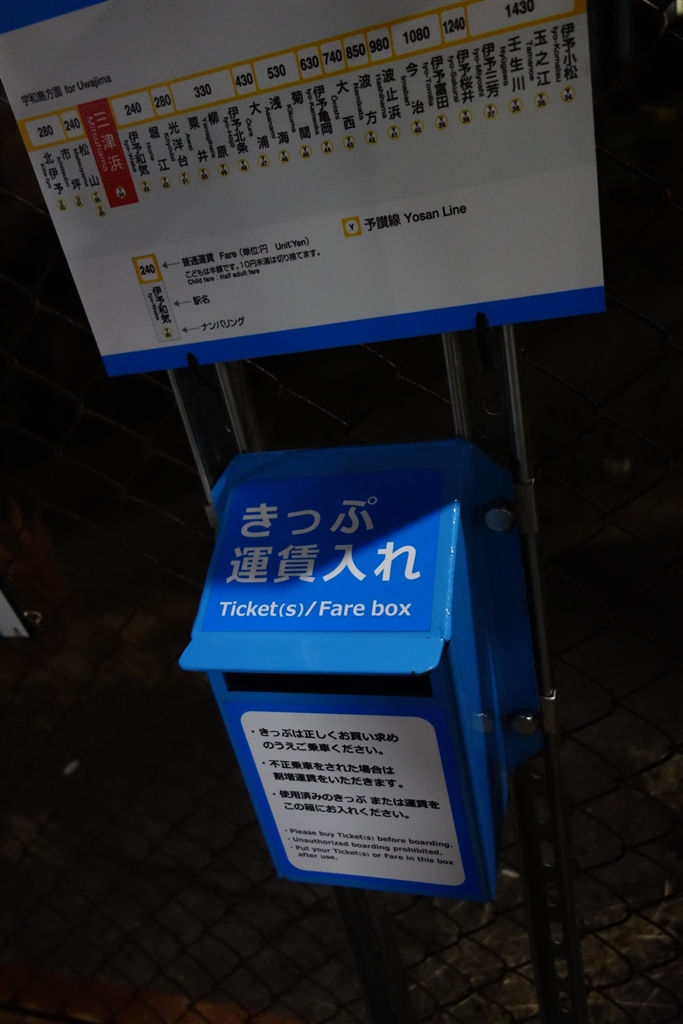 宇和島方面 for Uwajima
280 240 240 280 330 430 530 630 740 850 980 1080 1240 1430
北伊予
市坪
松山
三津浜
Mitsuhama
伊予和気
堀江
光洋台
粟井
柳原
伊予北条
大浦
浅海
菊間
伊予亀岡
大西
波方
波止浜
今治
伊予富田
伊予桜井
伊予三芳
壬生川
玉之江
伊予小松
Y 予讃線 Yosan Line
240 普通運賃 Fare (単位:円 Unit:Yen)
こどもは半額です。10円未満は切り捨てます。
Child fare : Half adult fare
伊予和気
駅名
ナンバリング
きっぷ
運賃入れ
Ticket(s)/Fare box
・きっぷは正しくお買い求め
のうえご乗車ください。
・不正乗車をされた場合は
割増運賃をいただきます。
・使用済みのきっぷ または運賃を
この箱にお入れください。
・Please buy Ticket(s) before boarding.
・Unauthorized boarding prohibited.
・Put your Ticket(s) or Fare in this box
after use.